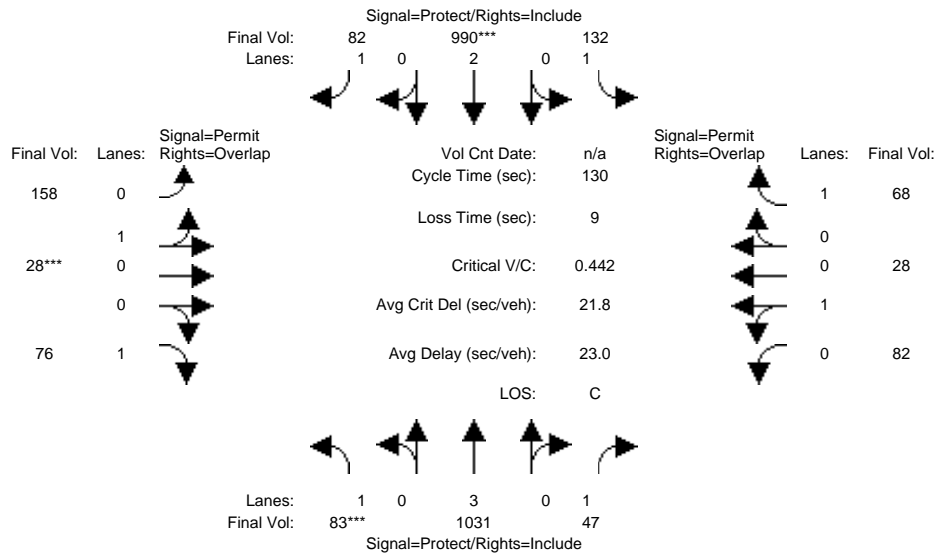 Signal=Protect/Rights=Include
Final Vol: 82 990*** 132
Lanes: 1 0 2 0 1
Signal=Permit Signal=Permit
Final Vol: Lanes: Rights=Overlap Vol Cnt Date: n/a Rights=Overlap Lanes: Final Vol:
Cycle Time (sec): 130
158 0 1 68
Loss Time (sec): 9
1 0
28*** 0 Critical V/C: 0.442 0 28
0 Avg Crit Del (sec/veh): 21.8 1
76 1 Avg Delay (sec/veh): 23.0 0 82
LOS: C
Lanes: 1 0 3 0 1
Final Vol: 83*** 1031 47
Signal=Protect/Rights=Include